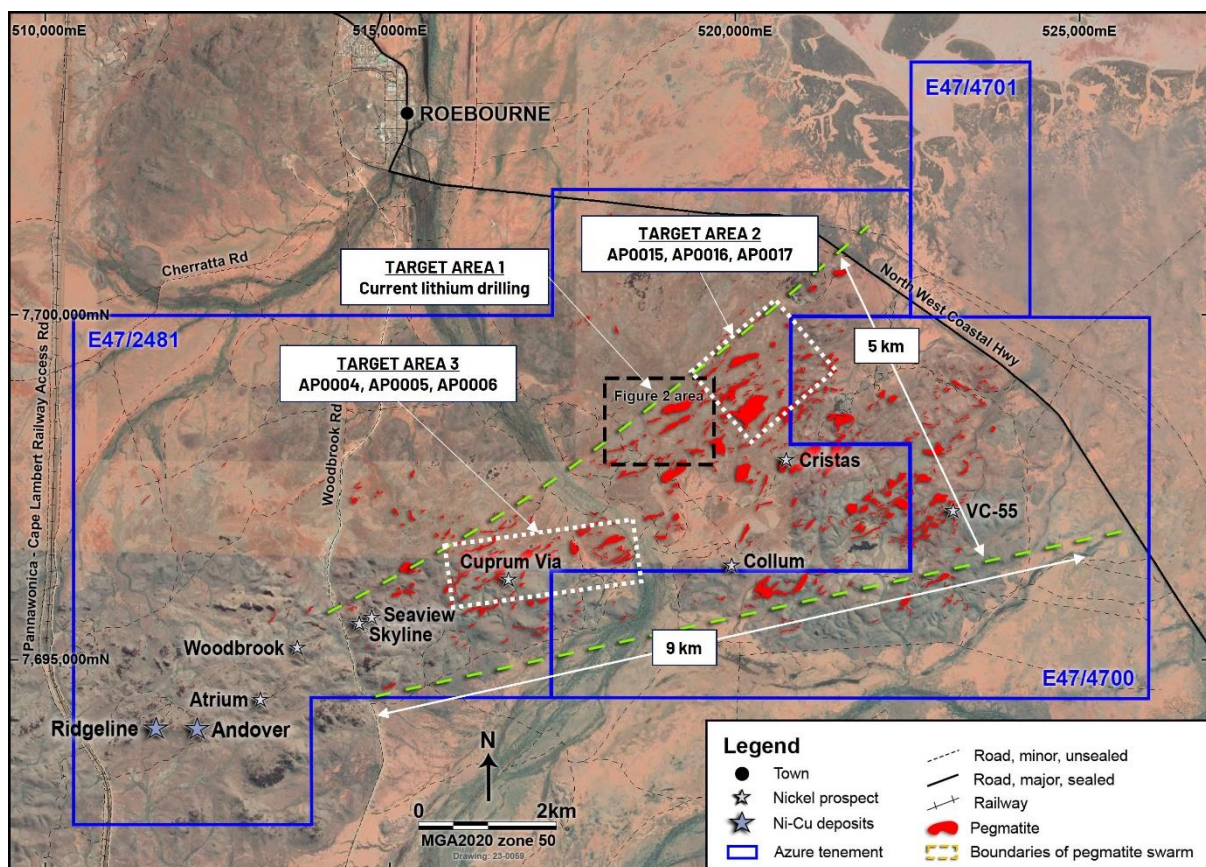 510,000mE
515,000mE
520,000mE
525,000mE
E47/4701
ROEBOURNE
TARGET AREA 2
AP0015, AP0016, AP0017
TARGET AREA 1
Current lithium drilling
Cherratta Rd
North West Coastal Hwy
7,700,000mN
E47/2481
5 km
TARGET AREA 3
AP0004, AP0005, AP0006
Figure 2 area
Woodbrook Rd
Pannawonica - Cape Lambert Railway Access Rd
Cristas
VC-55
Cuprum Via
Collum
Seaview
Skyline
Woodbrook
9 km
7,695,000mN
E47/4700
Atrium
Ridgeline
Andover
N
0
2km
MGA2020 zone 50
Drawing: 23-0059
Legend
Town
Nickel prospect
Ni-Cu deposits
Azure tenement
Road, minor, unsealed
Road, major, sealed
Railway
Pegmatite
Boundaries of pegmatite swarm